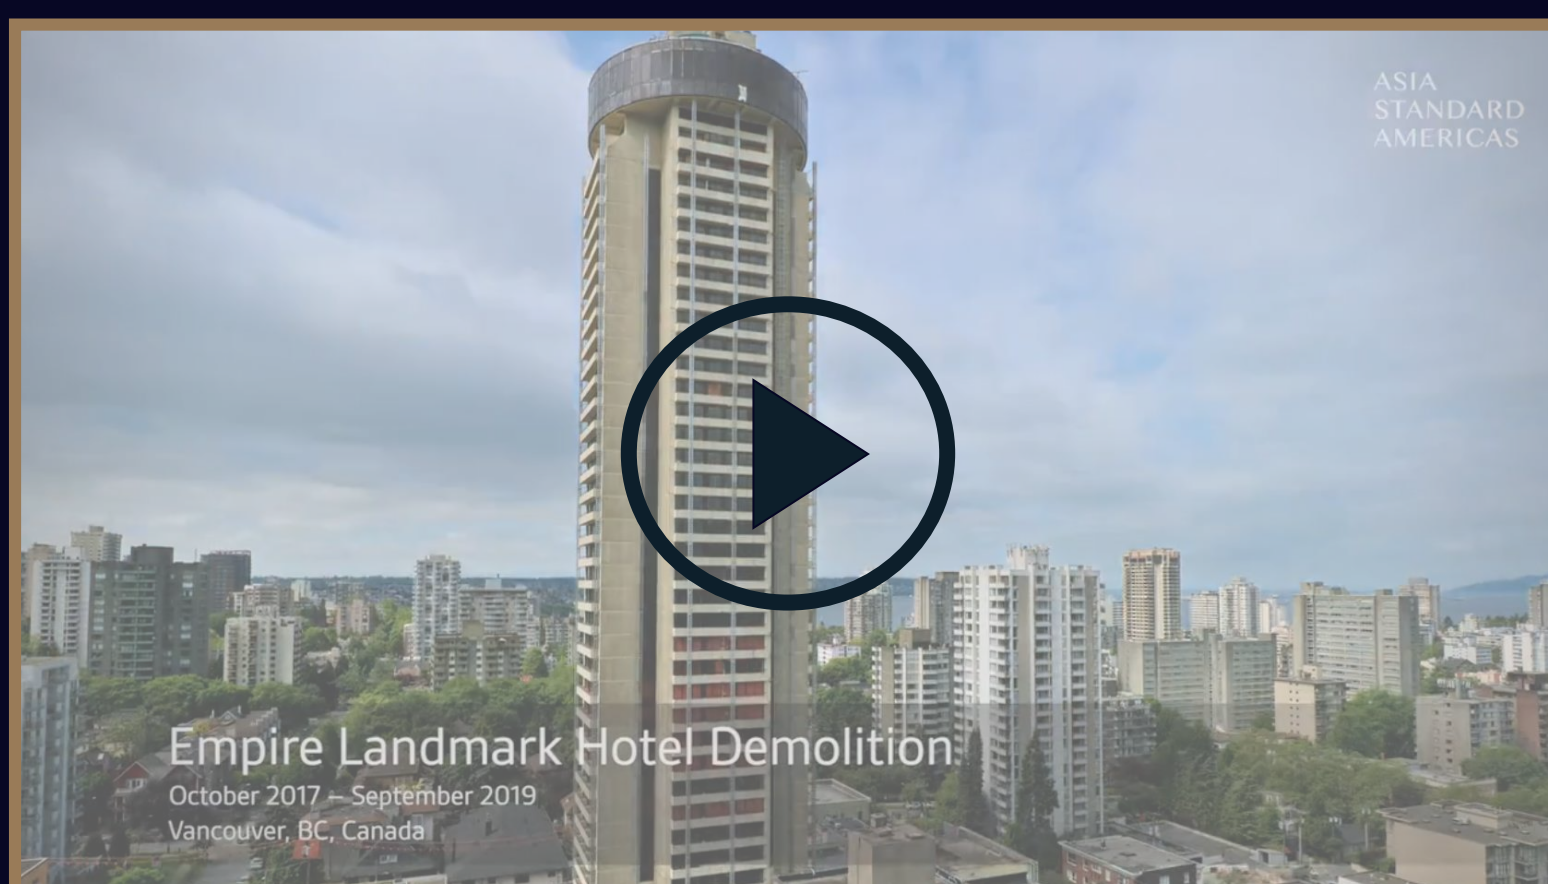 ASIA
STANDARD
AMERICAS
Empire Landmark Hotel Demolition
October 2017 – September 2019
Vancouver, BC, Canada